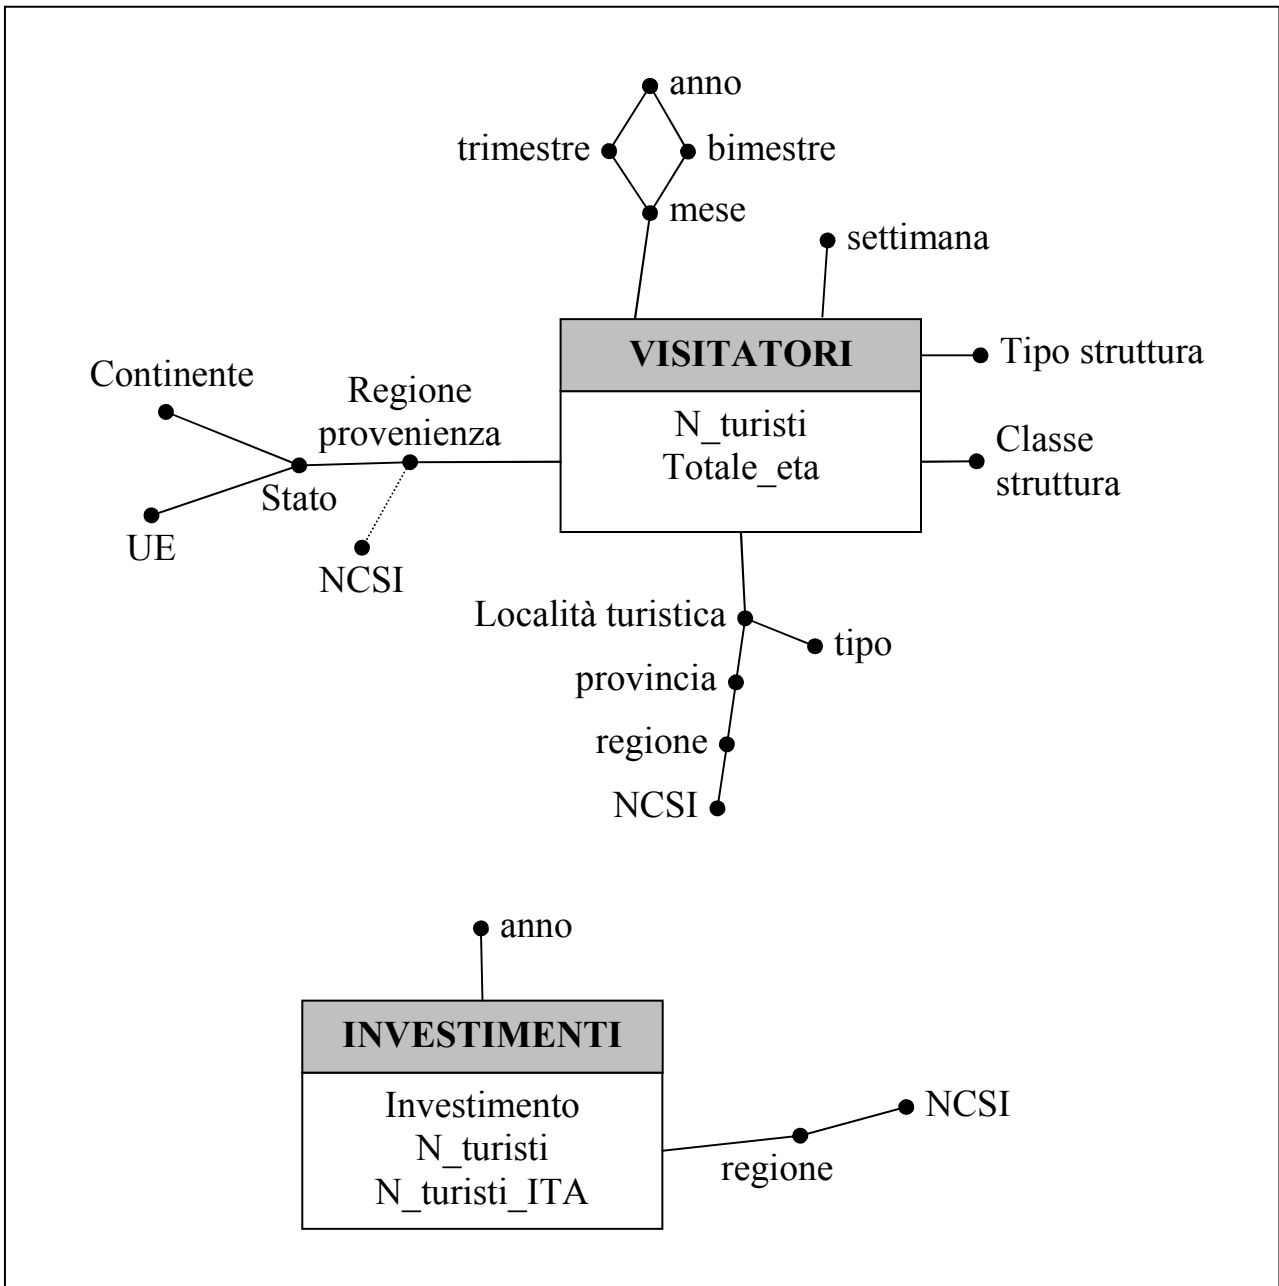 anno
trimestre
bimestre
mese
settimana
VISITATORI
Tipo struttura
Continente
Regione
provenienza
N_turisti
Totale_eta
Classe
struttura
Stato
UE
NCSI
Località turistica
tipo
provincia
regione
NCSI
anno
INVESTIMENTI
Investimento
N_turisti
N_turisti_ITA
NCSI
regione